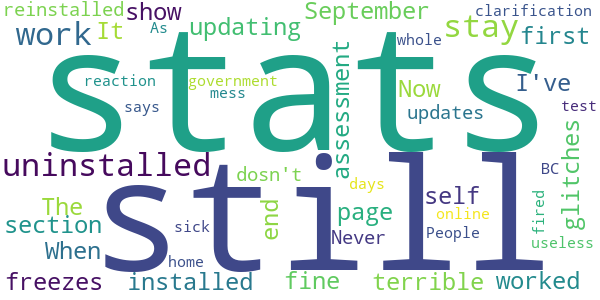 reinstalled show As September clarification
work It updating stay first
stats
whole
reaction government assessment Now I've
says mess updates test
uninstalled dosn't BC
still
The days self glitches
section end page online fired
When sick Never People useless
home
freezes installed fine terrible worked